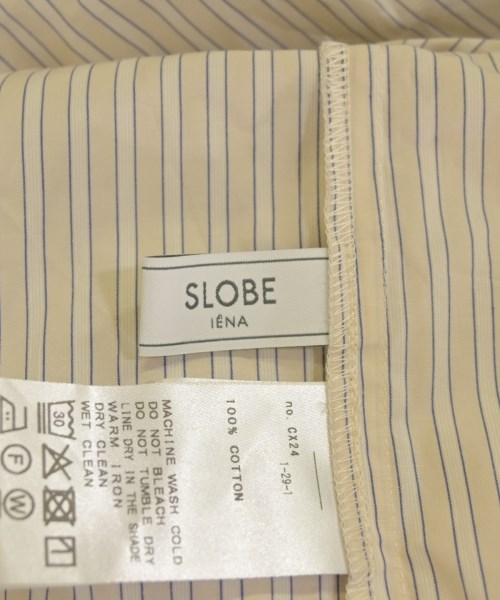 SLOBE
IÉNA
no. CX24
1-29-1
100% COTTON
MACHINE WASH COLD
DO NOT BLEACH
DO NOT TUMBLE DRY
LINE DRY IN THE SHADE
WARM IRON
DRY CLEAN
WET CLEAN
30
F
W